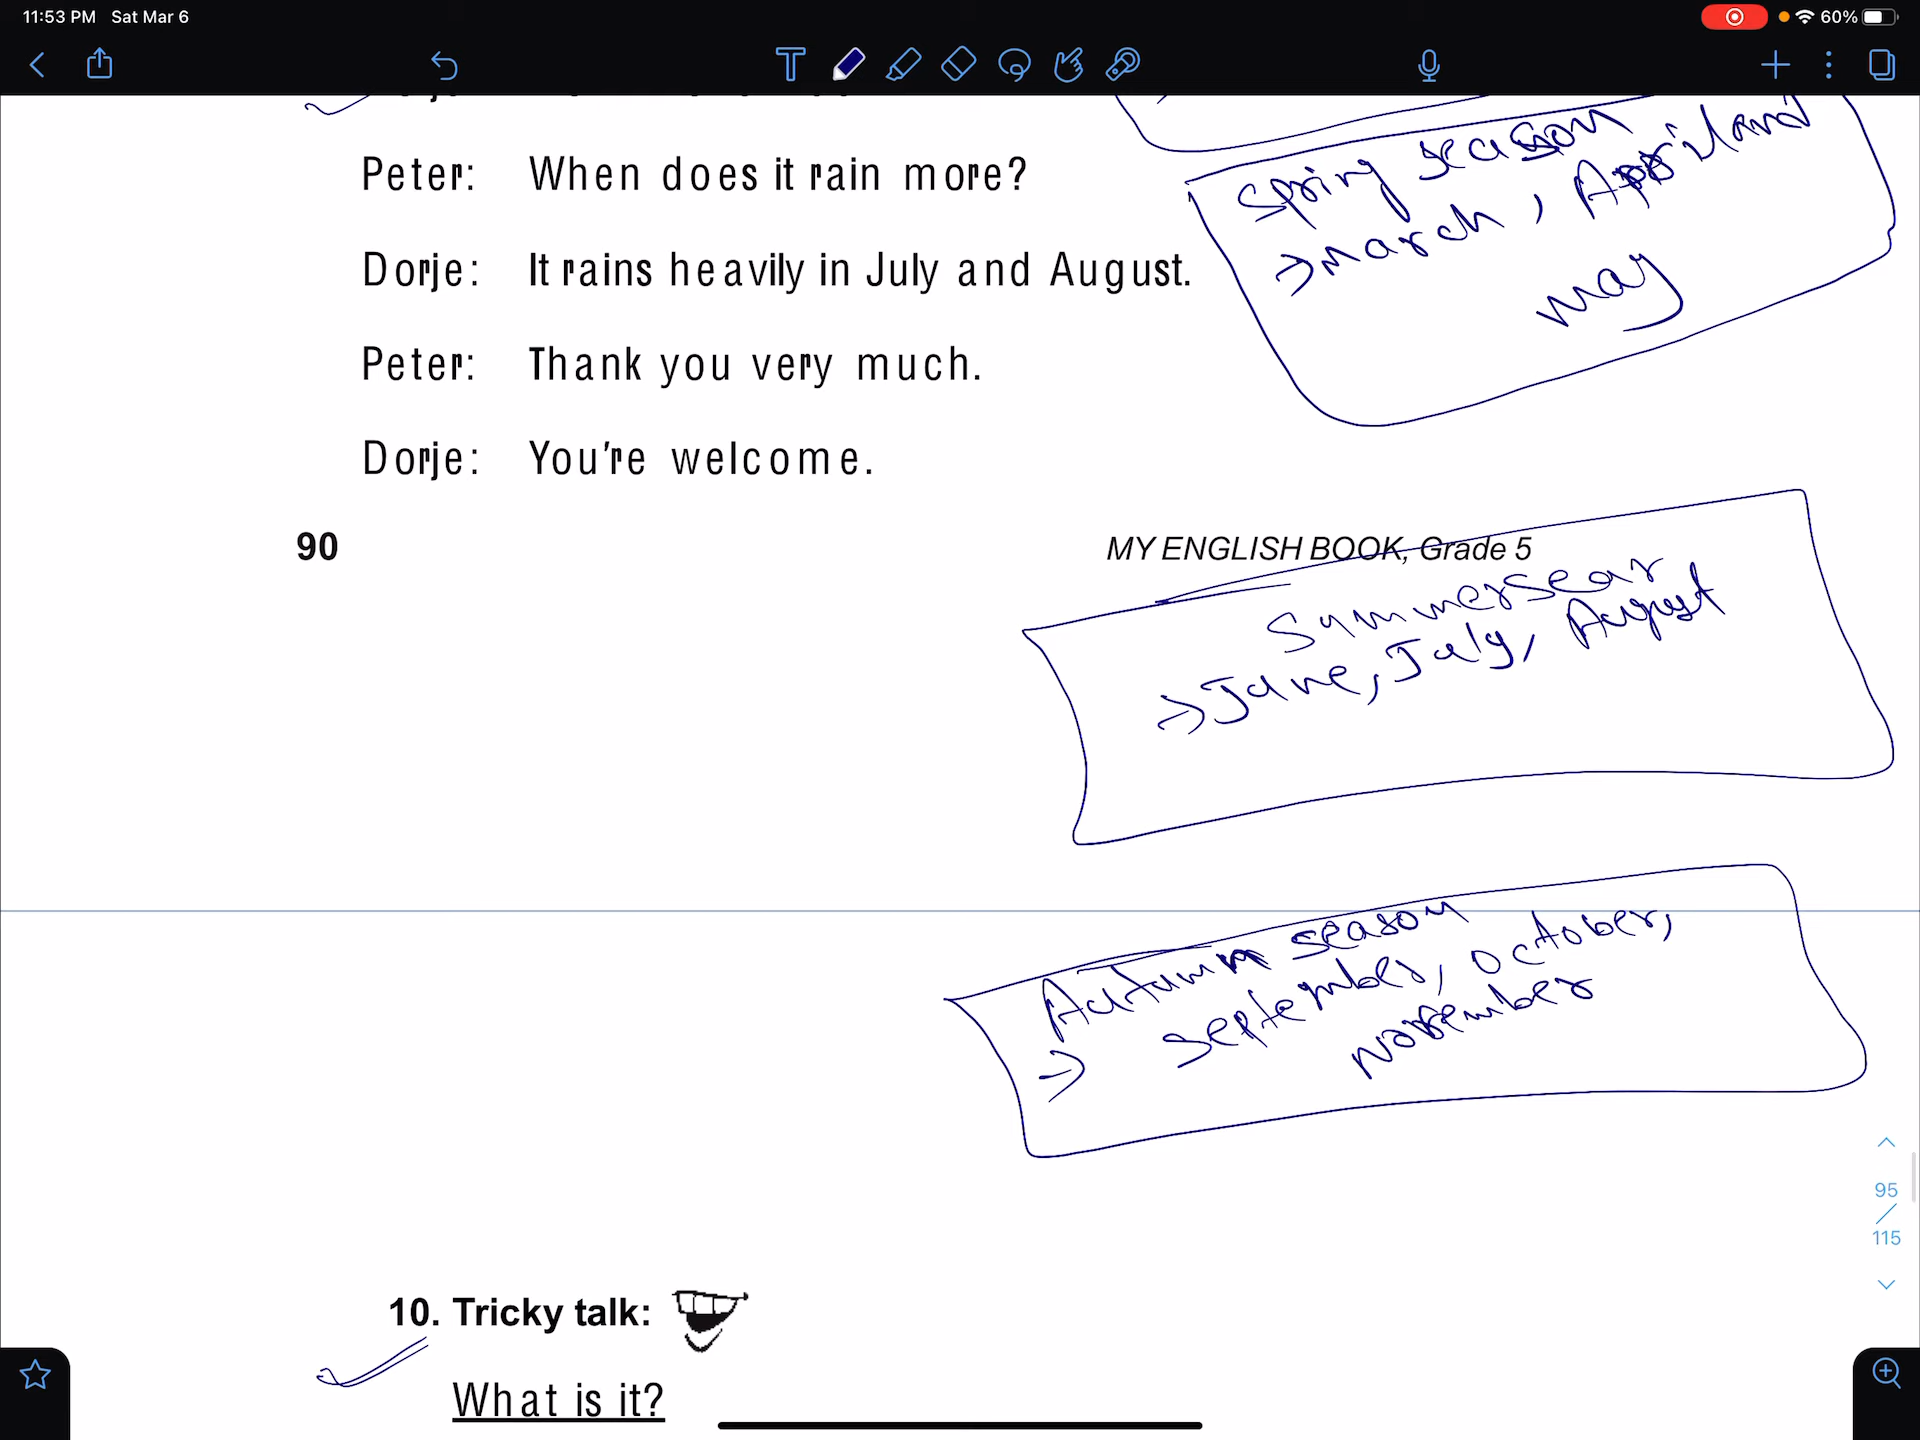 11:53 PM Sat Mar 6
60%
Peter: When does it rain more?
Dorje: It rains heavily in July and August.
Peter: Thank you very much.
Dorje: You're welcome.
Spring season
→ March, April and
may
90
MY ENGLISH BOOK, Grade 5
Summer
→ June, July, August
Autumn season
→ September, October,
November
95
115
10. Tricky talk:
What is it?